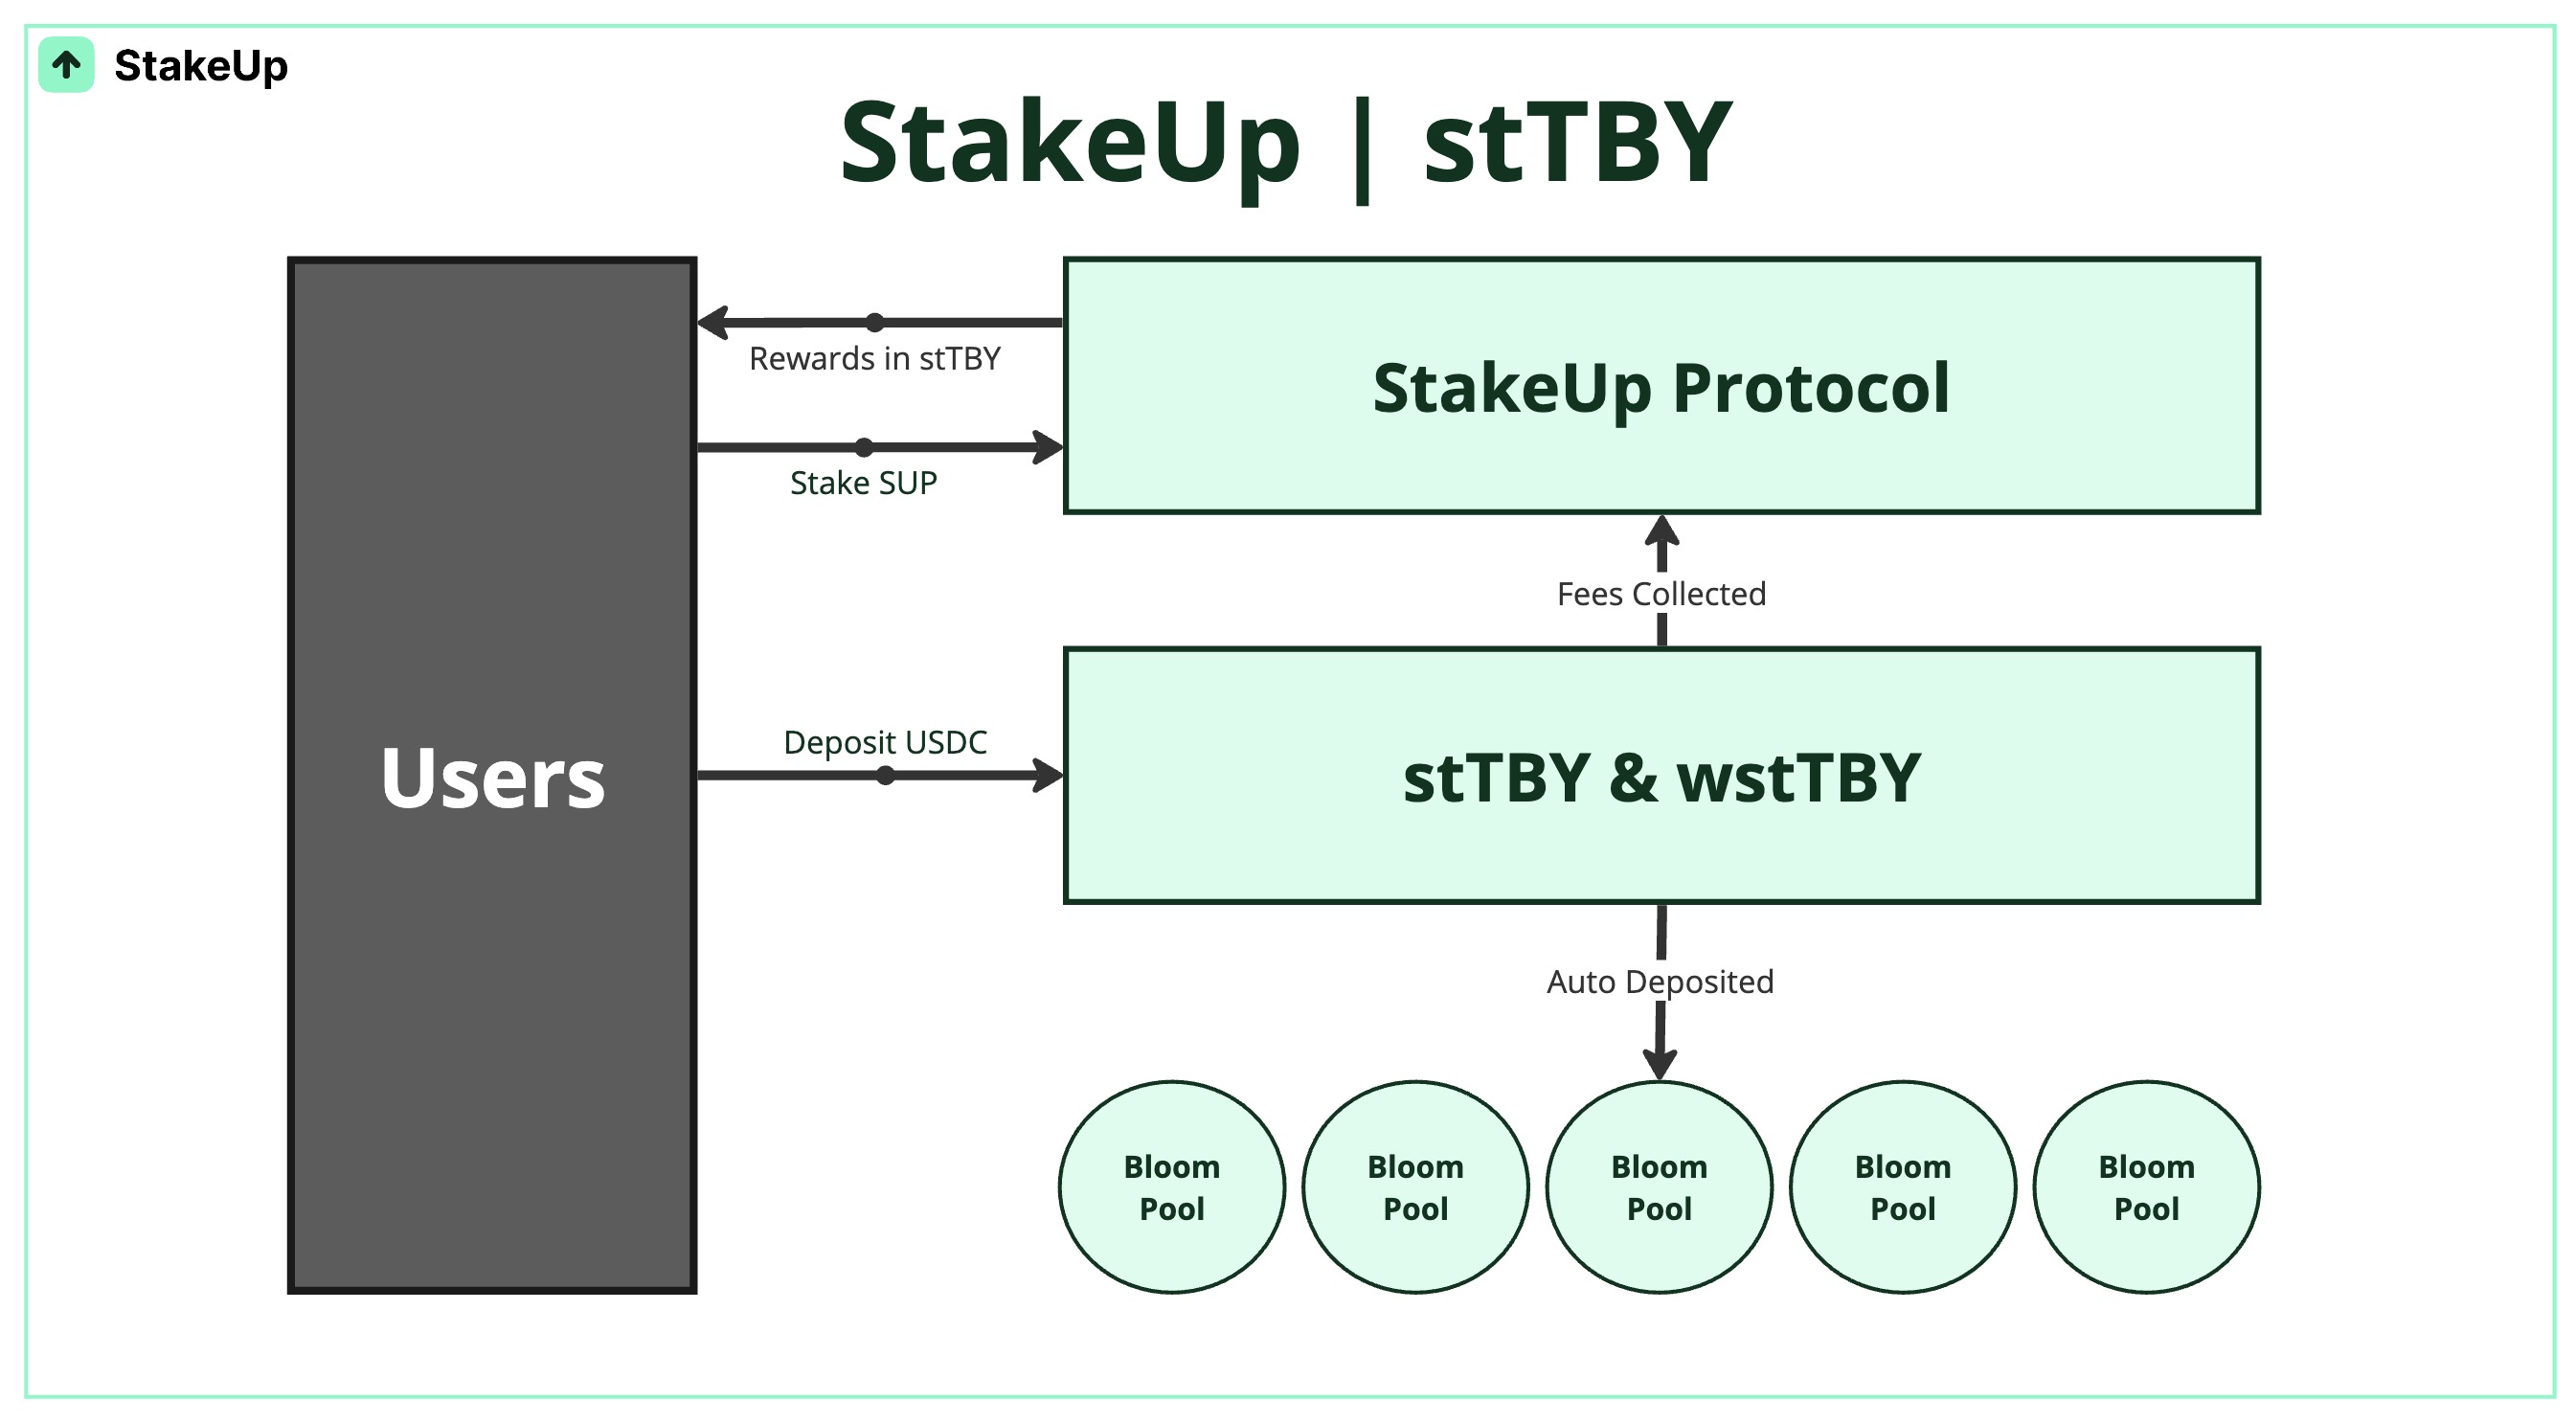 StakeUp
StakeUp | stTBY
Rewards in stTBY
Stake SUP
StakeUp Protocol
Fees Collected
Users
Deposit USDC
stTBY & wstTBY
Auto Deposited
Bloom
Pool
Bloom
Pool
Bloom
Pool
Bloom
Pool
Bloom
Pool